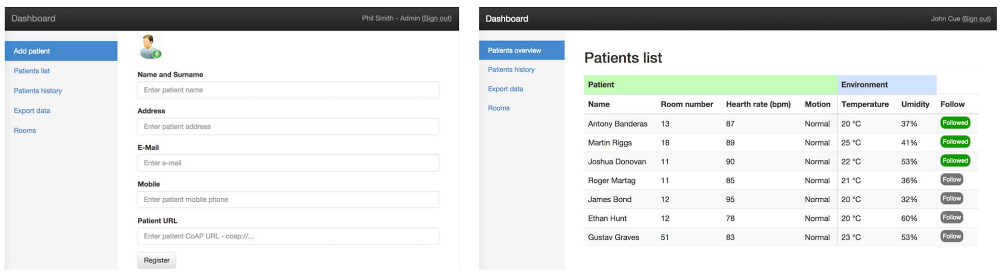 Dashboard
Phil Smith - Admin (Sign out)
Add patient
Patients list
Patients history
Export data
Rooms
Name and Surname
Enter patient name
Address
Enter patient address
E-Mail
Enter e-mail
Mobile
Enter patient mobile phone
Patient URL
Enter patient CoAP URL - coap://...
Register
Dashboard
John Cue (Sign out)
Patients overview
Patients history
Export data
Rooms
Patients list
Patient Environment
Name Room number Hearth rate (bpm) Motion Temperature Umidity Follow
Antony Banderas 13 87 Normal 20 °C 37% Followed
Martin Riggs 18 89 Normal 25 °C 41% Followed
Joshua Donovan 11 90 Normal 22 °C 53% Followed
Roger Martag 11 85 Normal 21 °C 36% Follow
James Bond 12 95 Normal 20 °C 32% Follow
Ethan Hunt 12 78 Normal 20 °C 60% Follow
Gustav Graves 51 83 Normal 23 °C 53% Follow